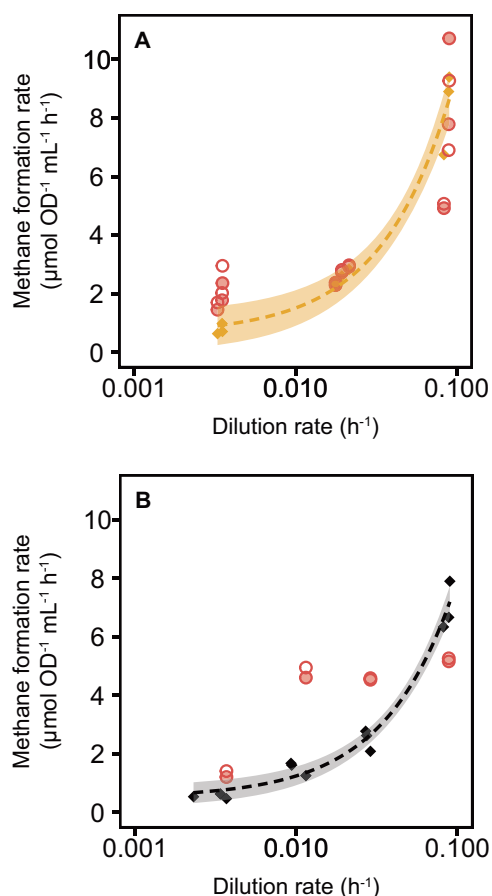 A
10
8
6
4
2
0
Methane formation rate
(µmol OD⁻¹ mL⁻¹ h⁻¹)
0.001
0.010
0.100
Dilution rate (h⁻¹)
B
10
8
6
4
2
0
Methane formation rate
(µmol OD⁻¹ mL⁻¹ h⁻¹)
0.001
0.010
0.100
Dilution rate (h⁻¹)